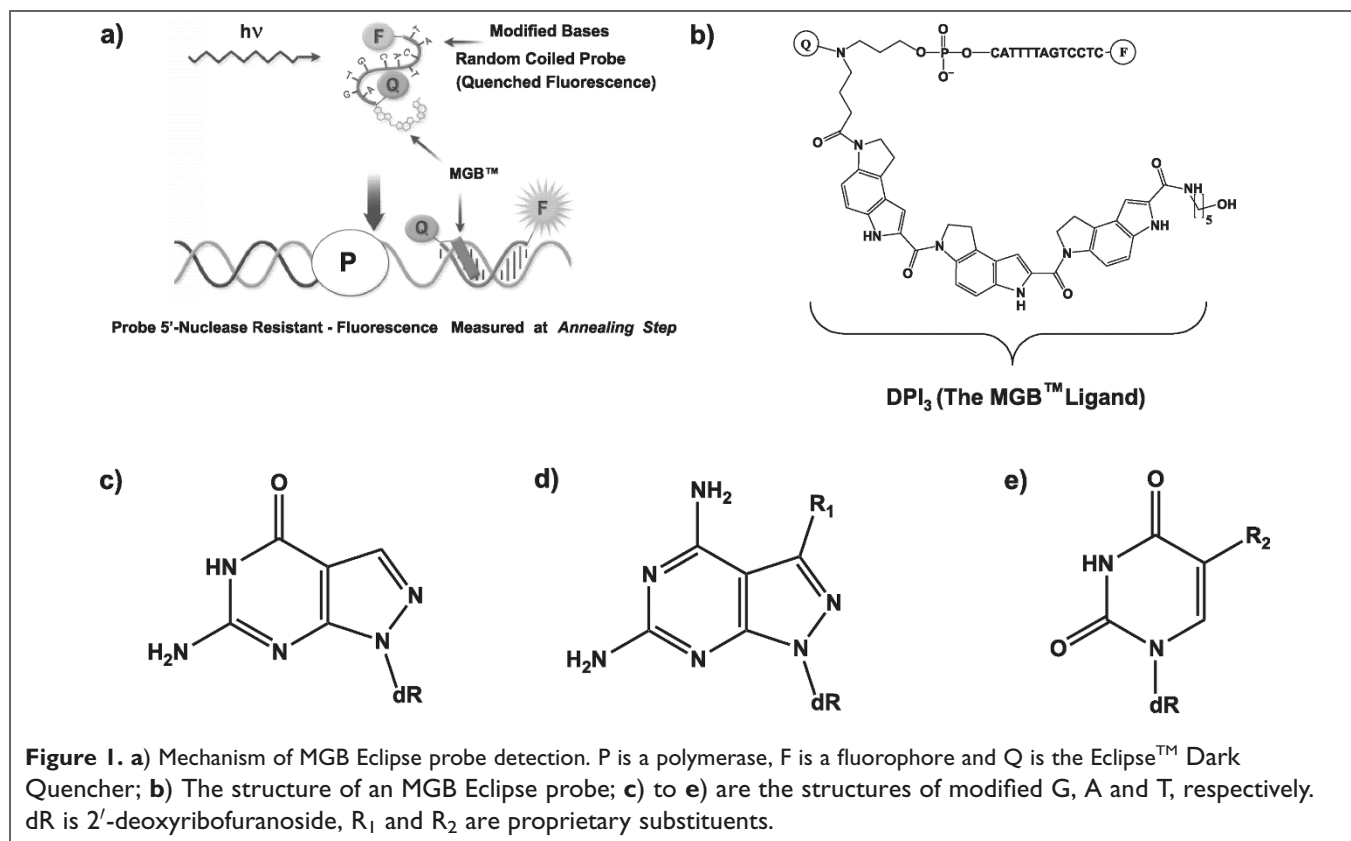 a)
hν
F
Modified Bases
Random Coiled Probe
(Quenched Fluorescence)
Q
MGB™
P
Q
F
Probe 5'-Nuclease Resistant - Fluorescence Measured at Annealing Step
b)
Q
N
O
P
O
O⁻
O
CATTTTAGTCCTC
F
O
N
HN
O
N
N
H
O
N
O
NH
5
OH
NH
DPI₃ (The MGB™ Ligand)
c)
O
HN
N
H₂N
N
N
dR
d)
NH₂
R₁
N
N
H₂N
N
N
dR
e)
O
R₂
HN
O
N
dR
Figure 1. a) Mechanism of MGB Eclipse probe detection. P is a polymerase, F is a fluorophore and Q is the Eclipse™ Dark
Quencher; b) The structure of an MGB Eclipse probe; c) to e) are the structures of modified G, A and T, respectively.
dR is 2′-deoxyribofuranoside, R₁ and R₂ are proprietary substituents.